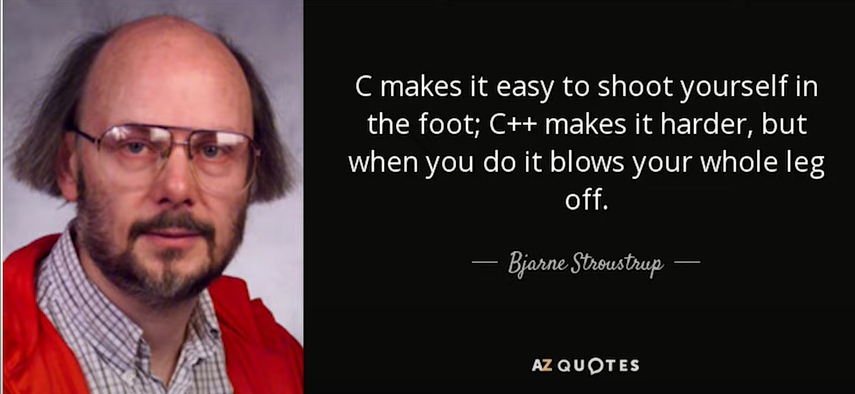 C makes it easy to shoot yourself in
the foot; C++ makes it harder, but
when you do it blows your whole leg
off.
Bjarne Stroustrup
AZ QUOTES